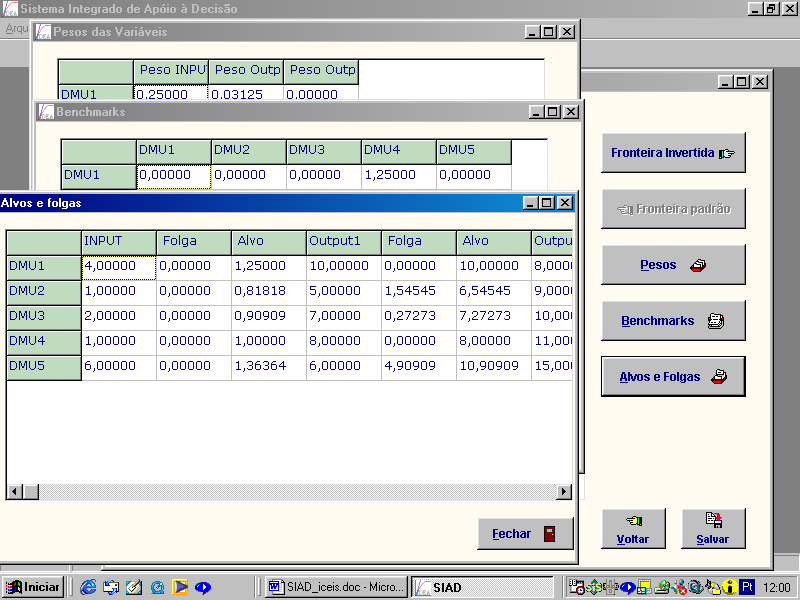 Sistema Integrado de Apóio à Decisão
Arqu
Pesos das Variáveis
Peso INPU Peso Outp Peso Outp
DMU1 0.25000 0.03125 0.00000
Benchmarks
DMU1 DMU2 DMU3 DMU4 DMU5
DMU1 0,00000 0,00000 0,00000 1,25000 0,00000
Alvos e folgas
INPUT Folga Alvo Output1 Folga Alvo Outpu
DMU1 4,00000 0,00000 1,25000 10,00000 0,00000 10,00000 8,0000
DMU2 1,00000 0,00000 0,81818 5,00000 1,54545 6,54545 9,0000
DMU3 2,00000 0,00000 0,90909 7,00000 0,27273 7,27273 10,000
DMU4 1,00000 0,00000 1,00000 8,00000 0,00000 8,00000 11,000
DMU5 6,00000 0,00000 1,36364 6,00000 4,90909 10,90909 15,000
Fechar
Fronteira Invertida
Fronteira padrão
Pesos
Benchmarks
Alvos e Folgas
Voltar Salvar
Iniciar SIAD_iceis.doc - Micro... SIAD Pt 12:00